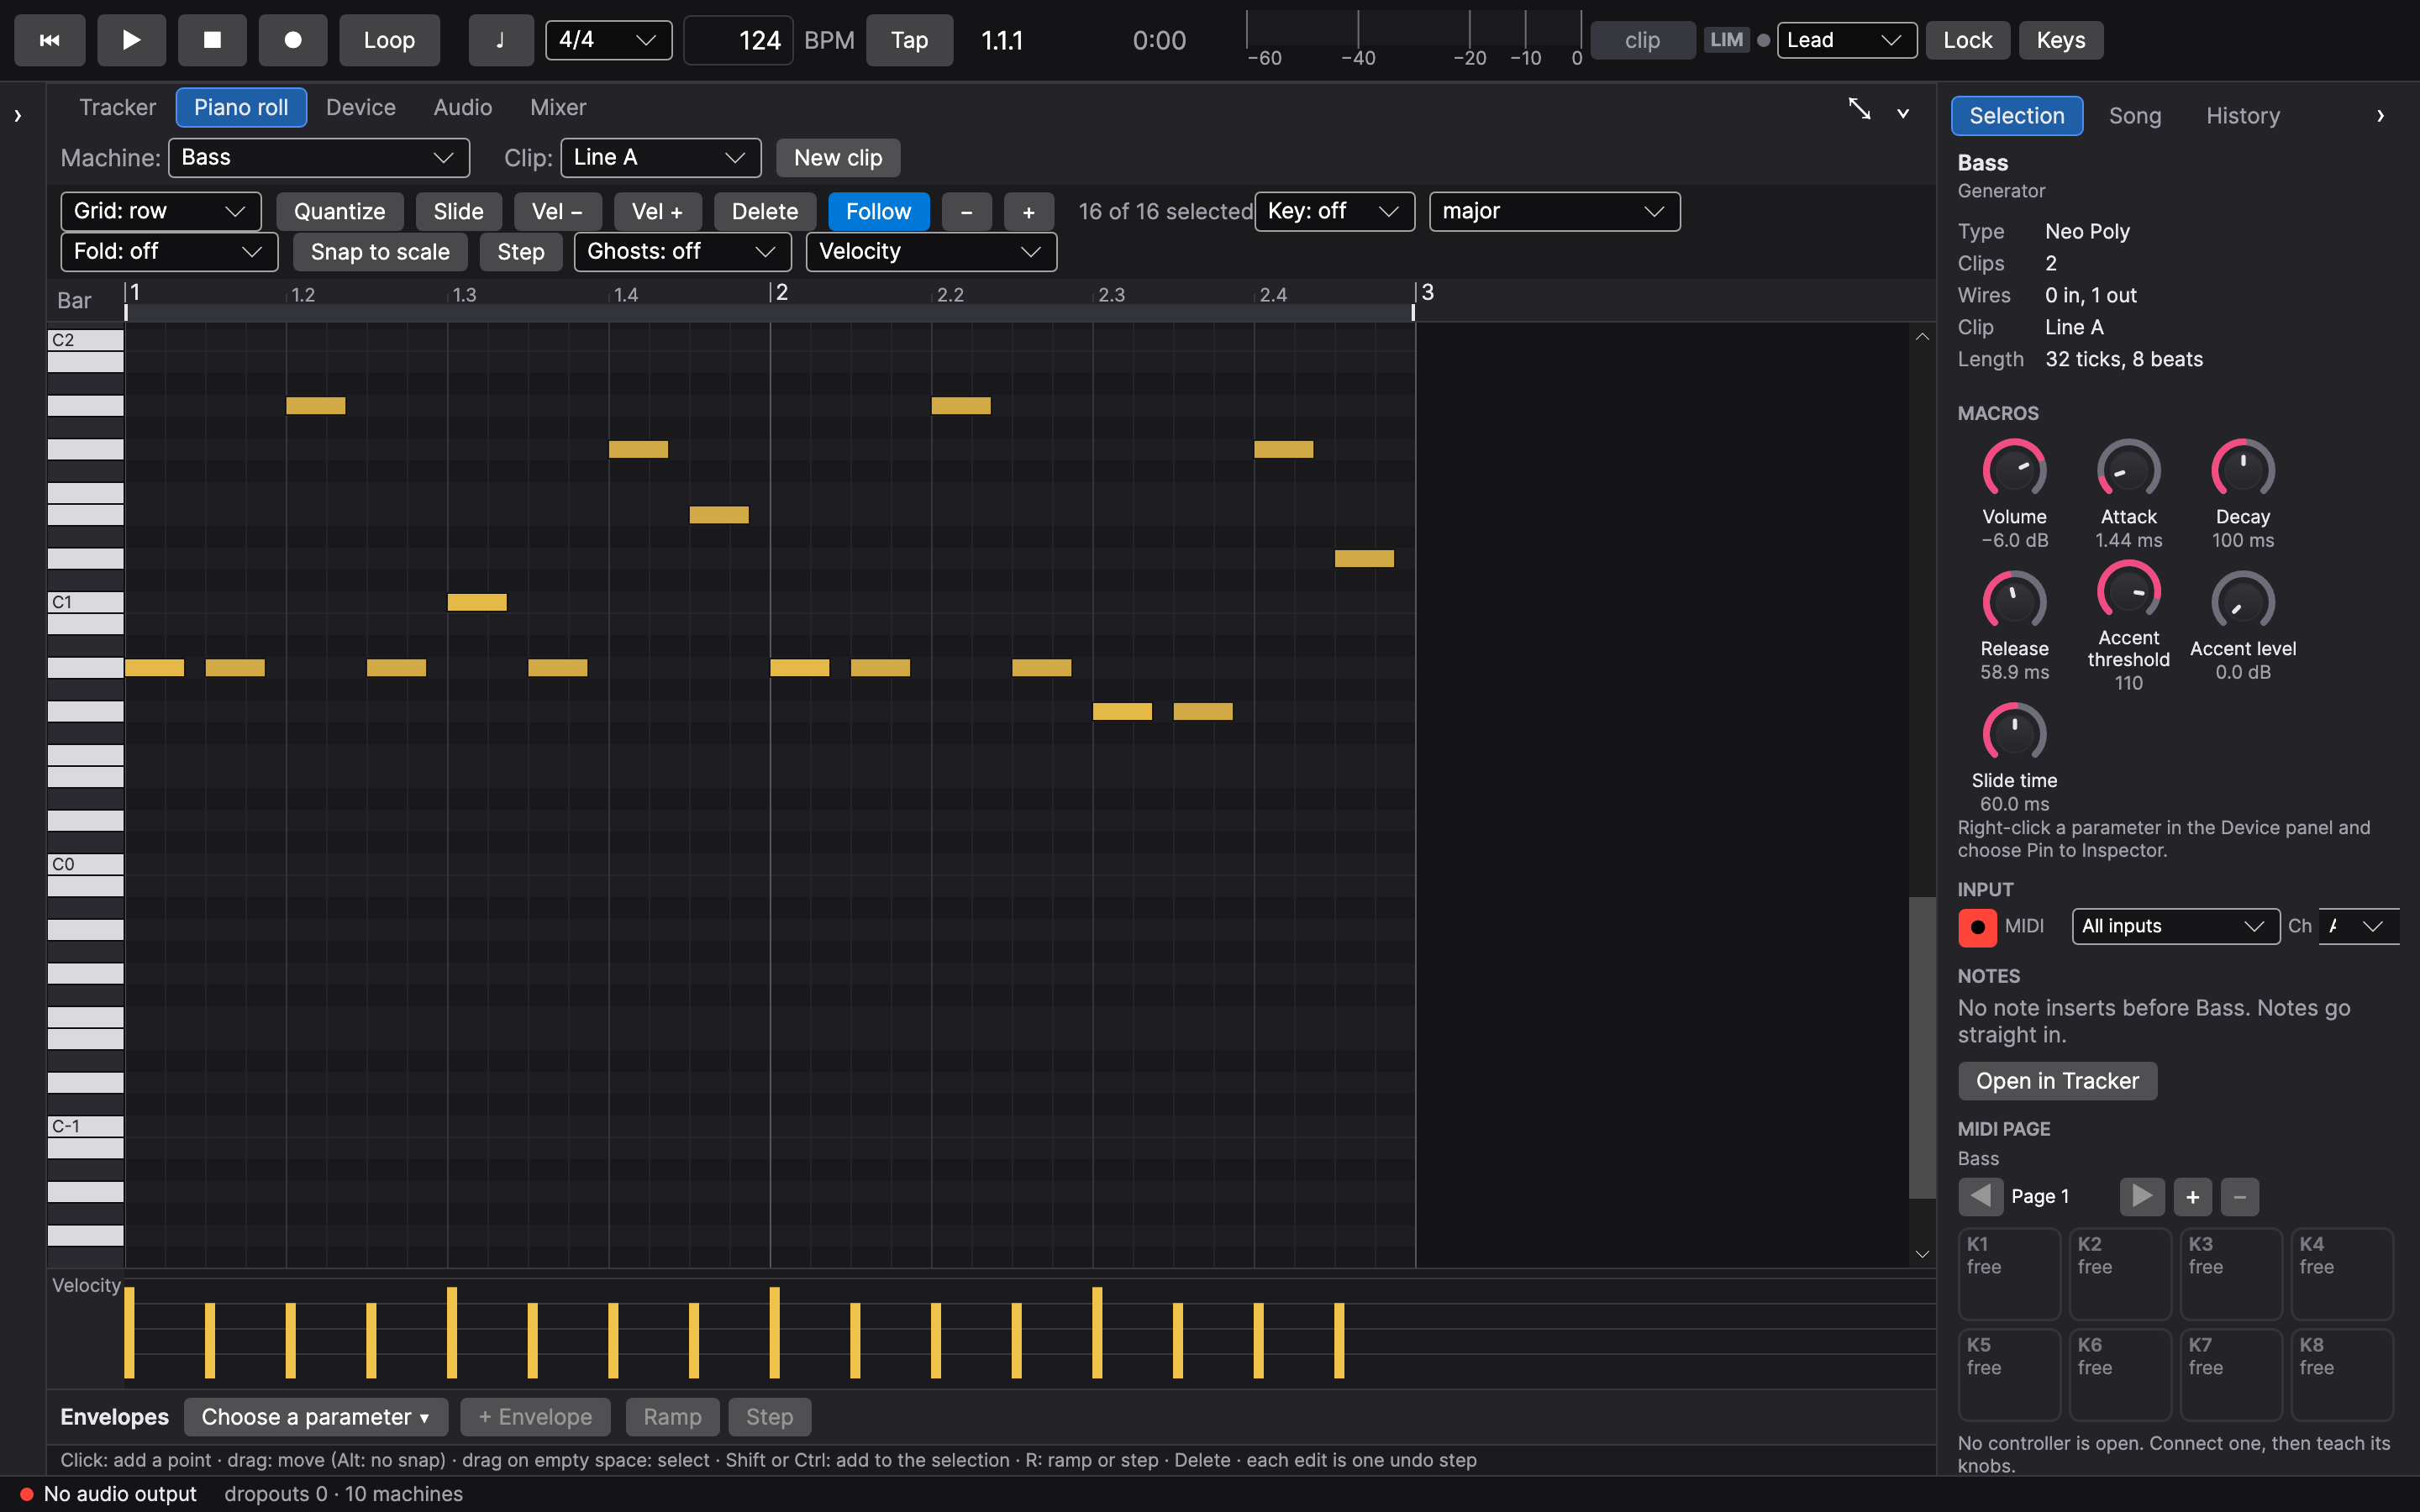 Loop
4/4
124
BPM
Tap
1.1.1
0:00
−60
−40
−20
−10
0
clip
LIM
Lead
Lock
Keys
Tracker
Piano roll
Device
Audio
Mixer
Machine:
Bass
Clip:
Line A
New clip
Grid: row
Quantize
Slide
Vel −
Vel +
Delete
Follow
−
+
16 of 16 selected
Key: off
major
Fold: off
Snap to scale
Step
Ghosts: off
Velocity
Bar
1
1.2
1.3
1.4
2
2.2
2.3
2.4
3
C2
C1
C0
C-1
Velocity
Envelopes
Choose a parameter ▾
+ Envelope
Ramp
Step
Click: add a point · drag: move (Alt: no snap) · drag on empty space: select · Shift or Ctrl: add to the selection · R: ramp or step · Delete · each edit is one undo step
No audio output
dropouts 0 · 10 machines
Selection
Song
History
Bass
Generator
Type Neo Poly
Clips 2
Wires 0 in, 1 out
Clip Line A
Length 32 ticks, 8 beats
MACROS
Volume
−6.0 dB
Attack
1.44 ms
Decay
100 ms
Release
58.9 ms
Accent
threshold
110
Accent level
0.0 dB
Slide time
60.0 ms
Right-click a parameter in the Device panel and
choose Pin to Inspector.
INPUT
MIDI
All inputs
Ch
NOTES
No note inserts before Bass. Notes go
straight in.
Open in Tracker
MIDI PAGE
Bass
Page 1
+
−
K1
free
K2
free
K3
free
K4
free
K5
free
K6
free
K7
free
K8
free
No controller is open. Connect one, then teach its
knobs.